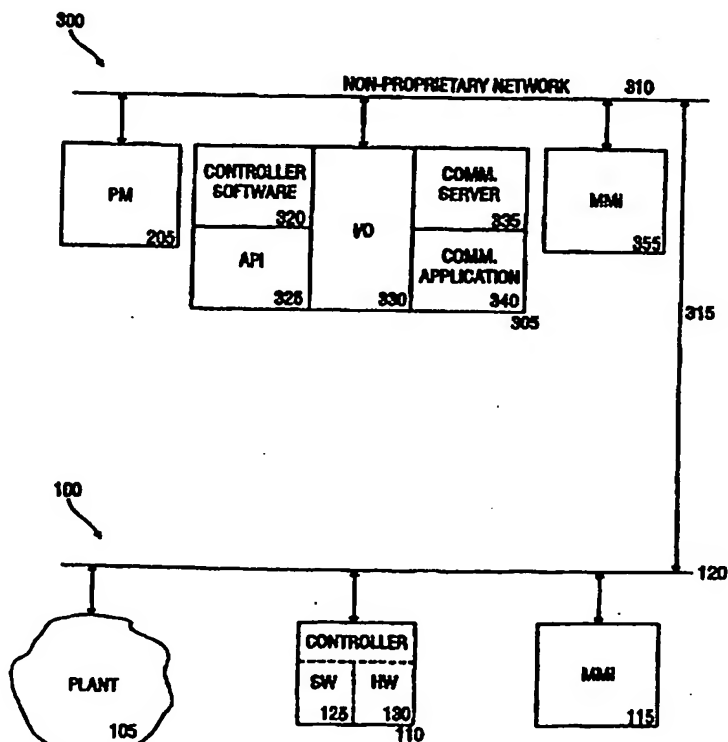 300
NON-PROPRIETARY NETWORK 310
PM
205
CONTROLLER
SOFTWARE
320
API
325
I/O
330
COMM.
SERVER
335
COMM.
APPLICATION
340
305
MMI
355
315
100
120
PLANT
105
CONTROLLER
SW
125
HW
130
110
MMI
115